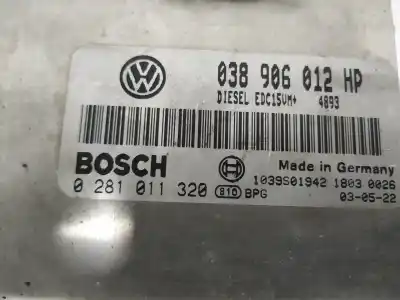 038 906 012 HP
DIESEL EDC15VM+ 4893
BOSCH
Made in Germany
0 281 011 320 810 BPG
1039S01942 1803 0026
03-05-22